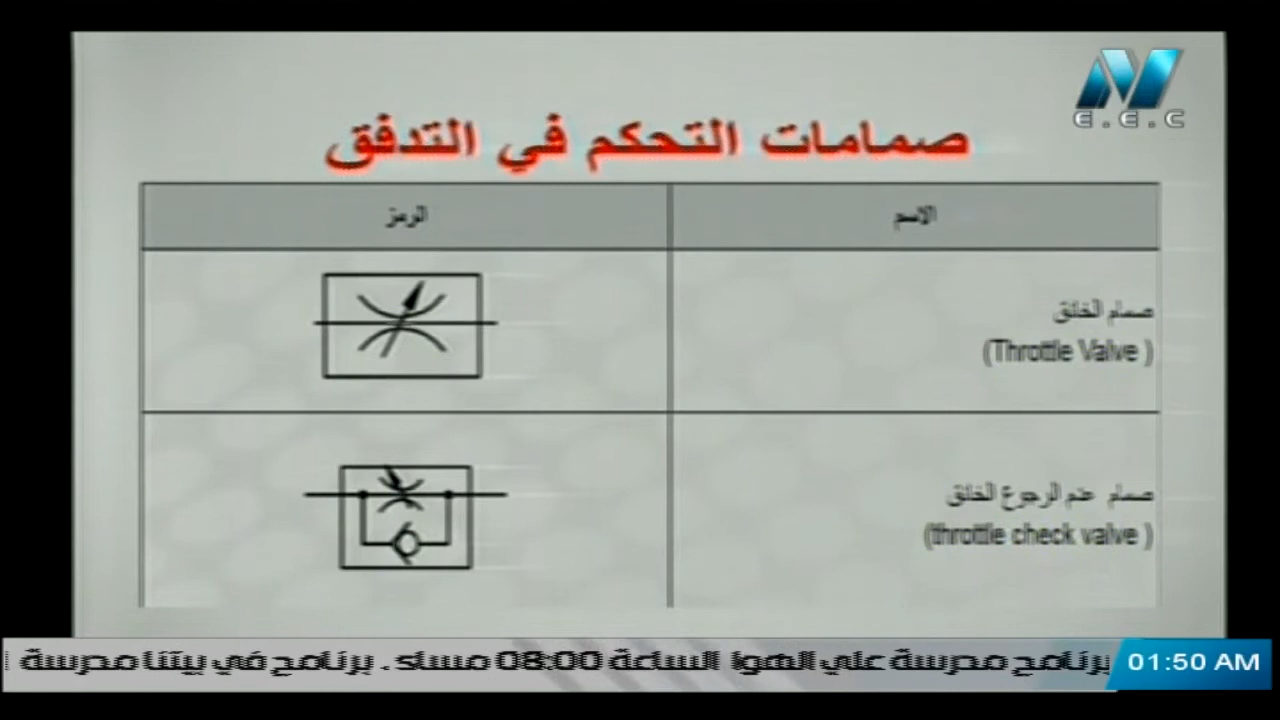 صمامات التحكم في التدفق
الاسم
الرمز
صمام الخانق
(Throttle Valve )
صمام عدم الرجوع الخانق
(throttle check valve )
E.E.C
برنامج مدرسة علي الهوا الساعة 08:00 مساء . برنامج في بيتنا مدرسة
01:50 AM